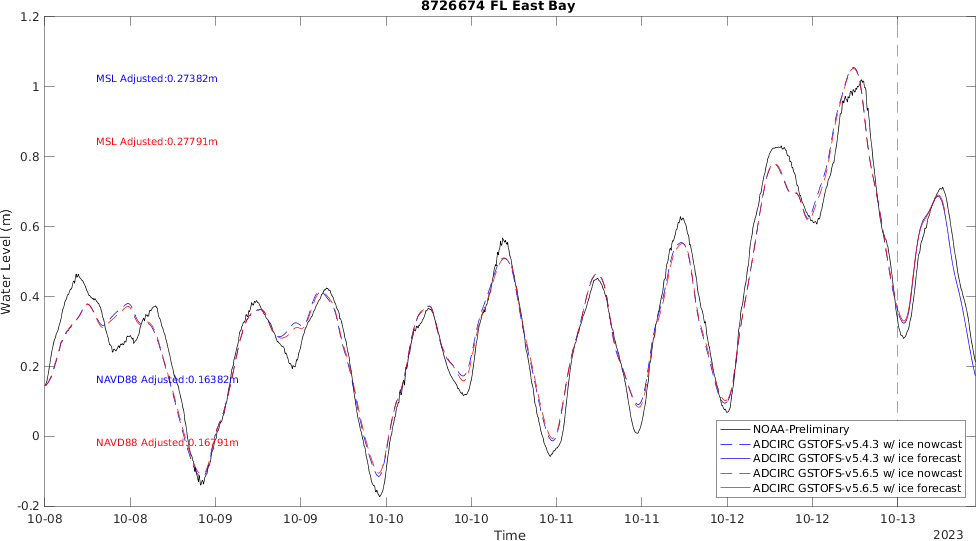 8726674 FL East Bay
1.2
1
0.8
0.6
0.4
0.2
0
-0.2
Water Level (m)
MSL Adjusted:0.27382m
MSL Adjusted:0.27791m
NAVD88 Adjusted:0.16382m
NAVD88 Adjusted:0.16791m
NOAA-Preliminary
ADCIRC GSTOFS-v5.4.3 w/ ice nowcast
ADCIRC GSTOFS-v5.4.3 w/ ice forecast
ADCIRC GSTOFS-v5.6.5 w/ ice nowcast
ADCIRC GSTOFS-v5.6.5 w/ ice forecast
10-08 10-08 10-09 10-09 10-10 10-10 10-11 10-11 10-12 10-12 10-13
Time
2023